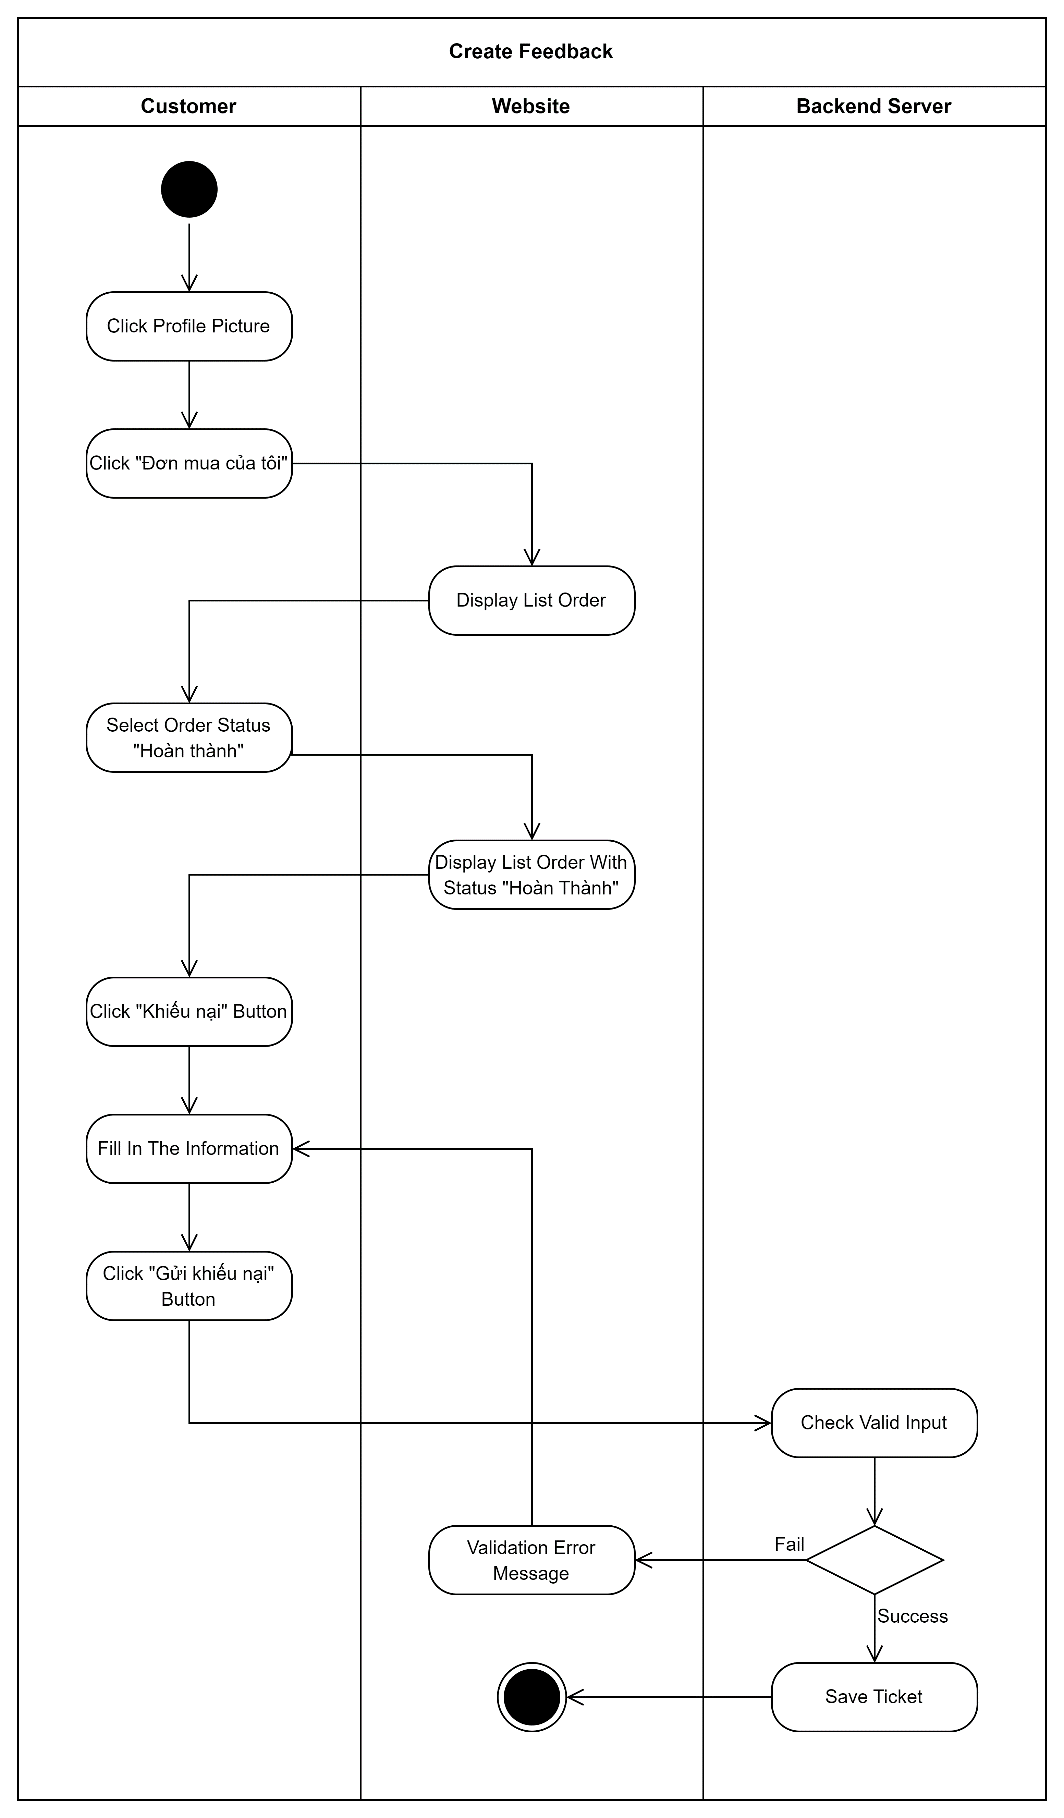 Create Feedback
Customer
Website
Backend Server
Click Profile Picture
Click "Đơn mua của tôi"
Display List Order
Select Order Status
"Hoàn thành"
Display List Order With
Status "Hoàn Thành"
Click "Khiếu nại" Button
Fill In The Information
Click "Gửi khiếu nại"
Button
Check Valid Input
Fail
Validation Error
Message
Success
Save Ticket